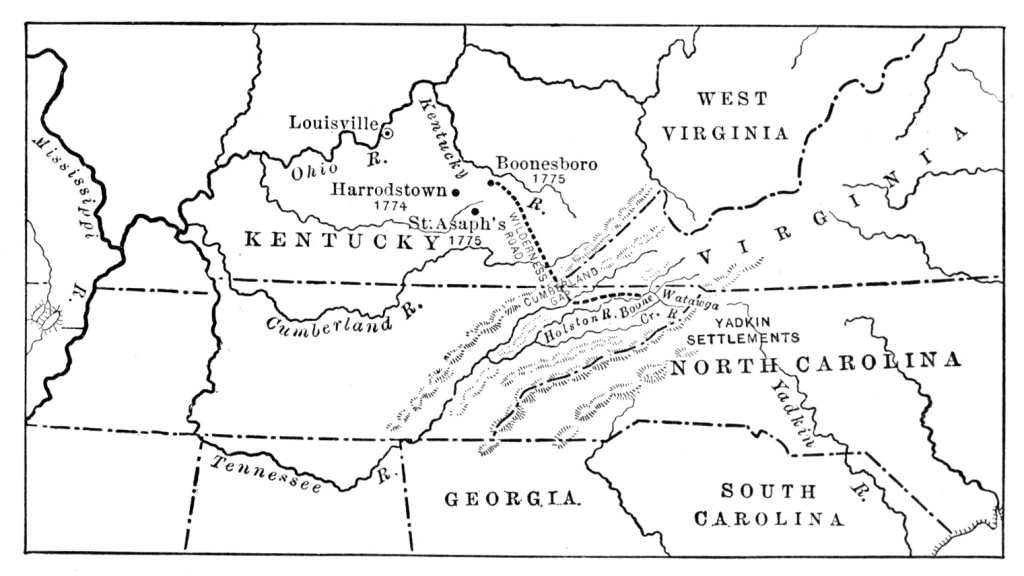 WEST
VIRGINIA
Mississippi
R
Louisville
Ohio R.
Kentucky
R.
Boonesboro
1775
Harrodstown
1774
St. Asaph's
1775
KENTUCKY
WILDERNESS
ROAD
VIRGINIA
CUMBERLAND
GAP
Cumberland R.
Holston R.
Boone
Cr.
Watauga
R.
YADKIN
SETTLEMENTS
NORTH CAROLINA
Yadkin
R.
Tennessee R.
GEORGIA.
SOUTH
CAROLINA